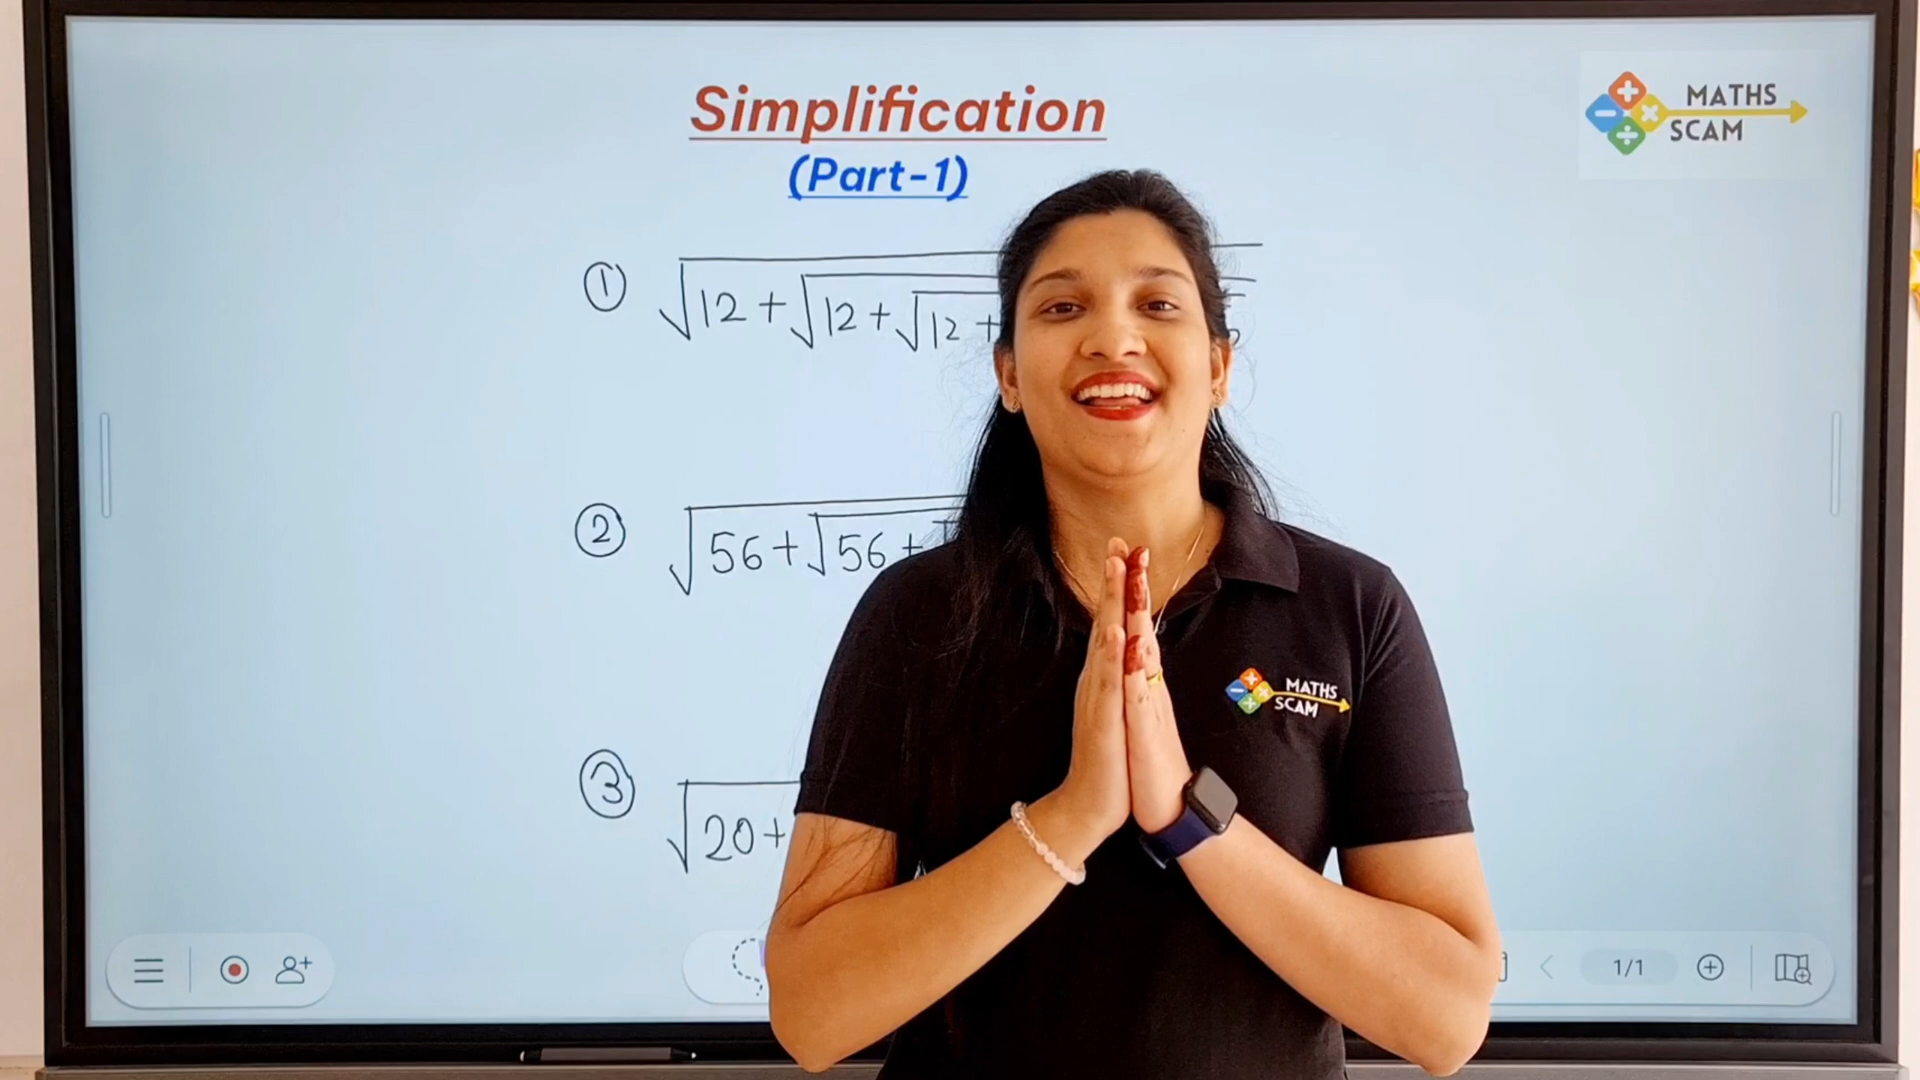 Simplification
(Part-1)
MATHS
SCAM
① √12+√12+√12+
② √56+√56+
③ √20+
MATHS
SCAM
1/1